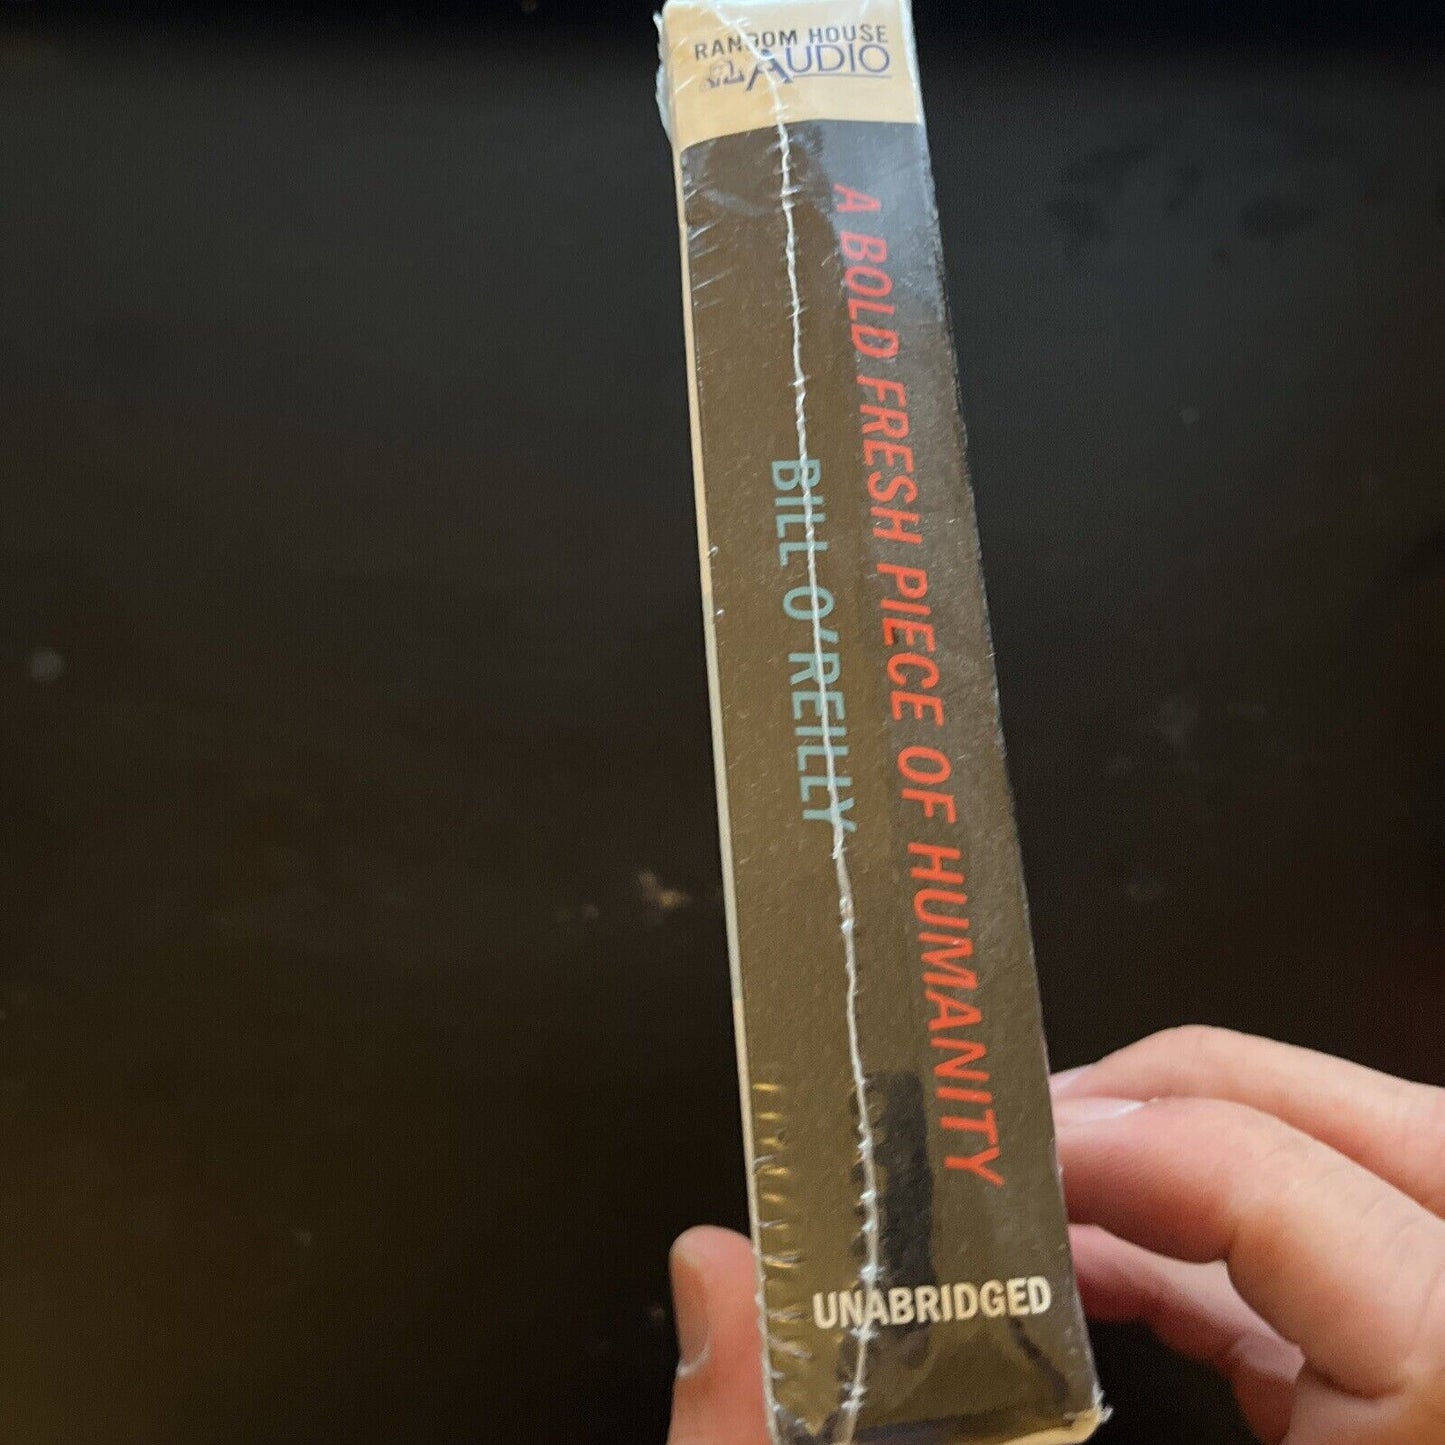 RANDOM HOUSE
AUDIO
A BOLD FRESH PIECE OF HUMANITY
BILL O'REILLY
UNABRIDGED